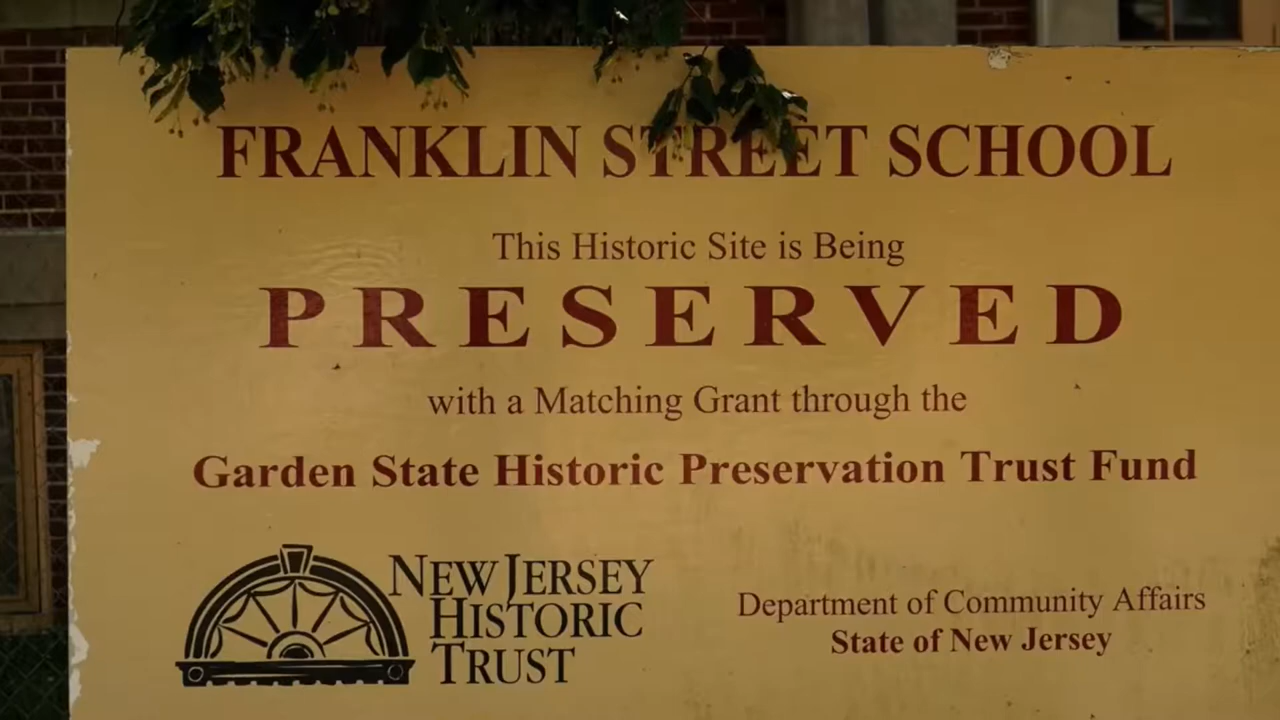 FRANKLIN STREET SCHOOL
This Historic Site is Being
PRESERVED
with a Matching Grant through the
Garden State Historic Preservation Trust Fund
NEW JERSEY
HISTORIC
TRUST
Department of Community Affairs
State of New Jersey